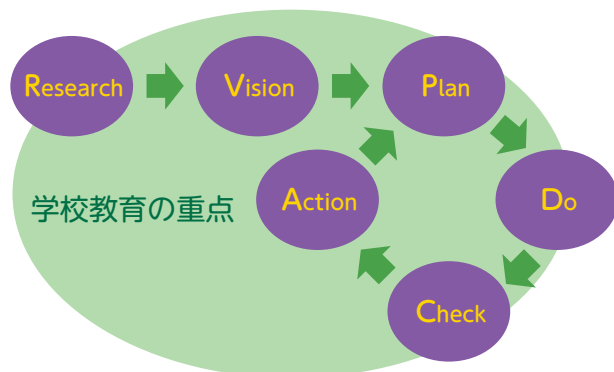 Research
Vision
Plan
Do
Check
Action
学校教育の重点